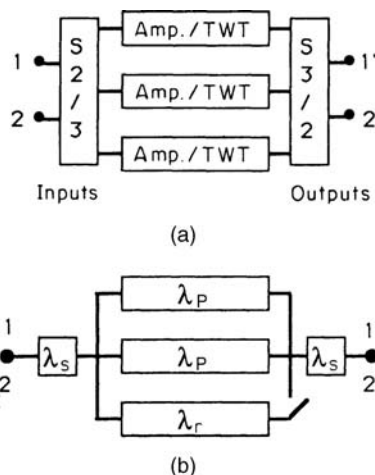 Amp./TWT
1 S 2 / 3 Amp./TWT S 3 / 2 1'
2 2'
Amp./TWT
Inputs Outputs
(a)
λP
1 λS λP λS 1
2 2
λr
(b)